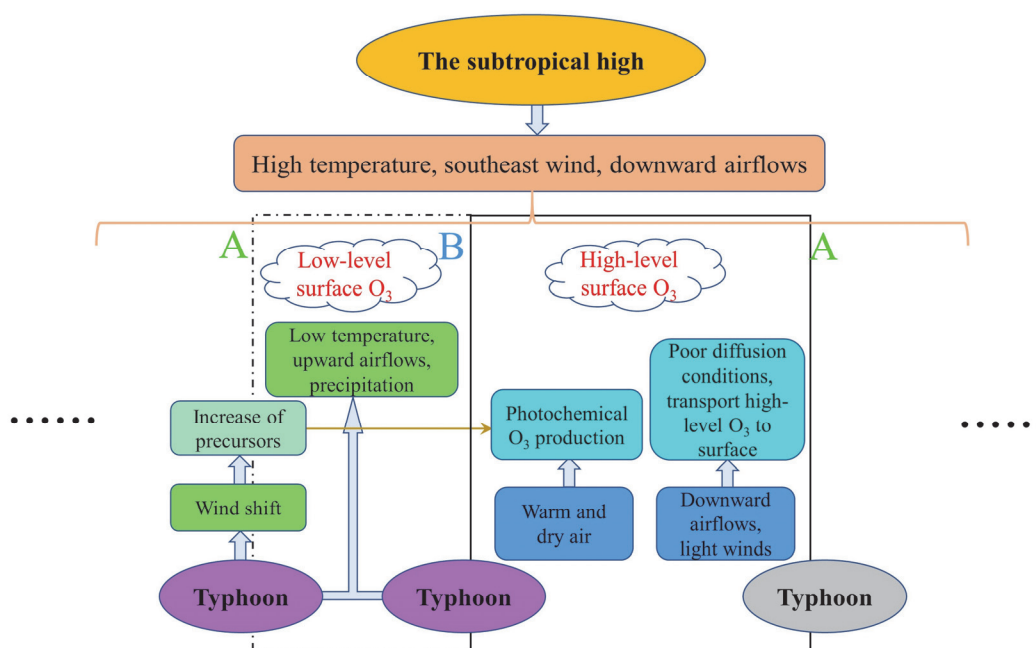 The subtropical high
High temperature, southeast wind, downward airflows
A
B
A
Low-level
surface O₃
High-level
surface O₃
Low temperature,
upward airflows,
precipitation
Poor diffusion
conditions,
transport high-
level O₃ to
surface
Increase of
precursors
Photochemical
O₃ production
......
......
Wind shift
Warm and
dry air
Downward
airflows,
light winds
Typhoon
Typhoon
Typhoon